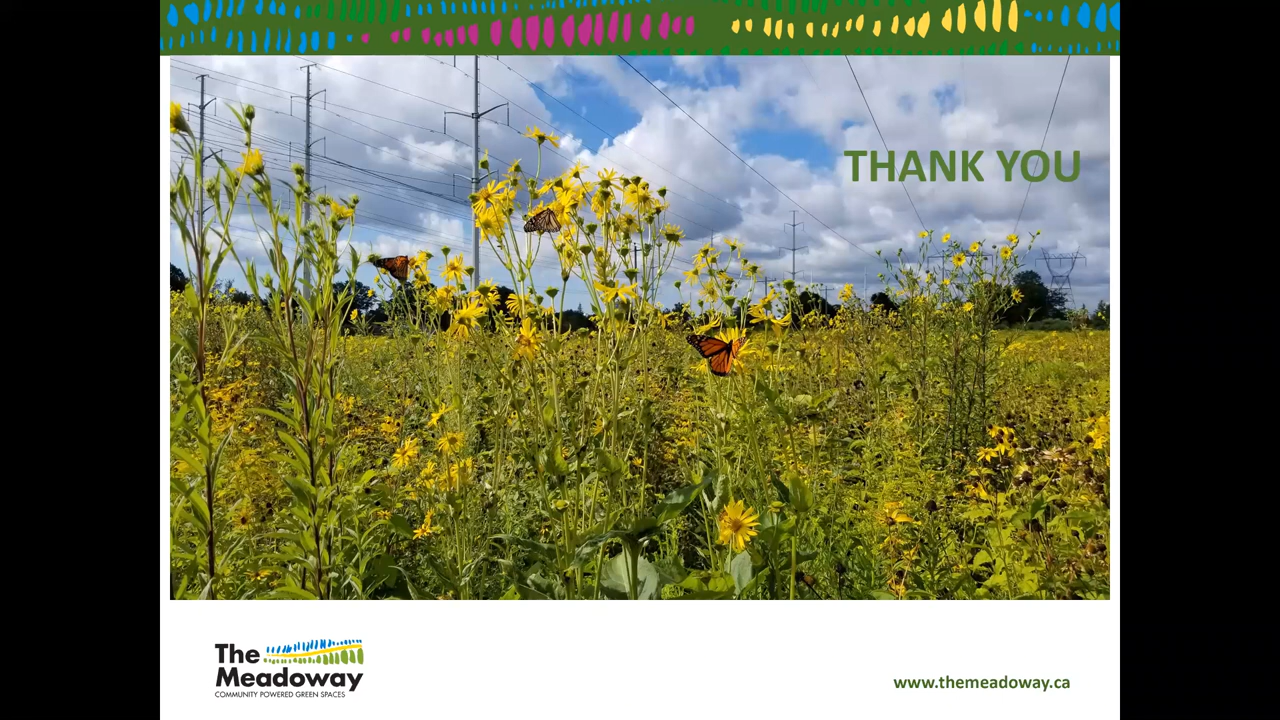 THANK YOU
The
Meadoway
COMMUNITY POWERED GREEN SPACES
www.themeadoway.ca